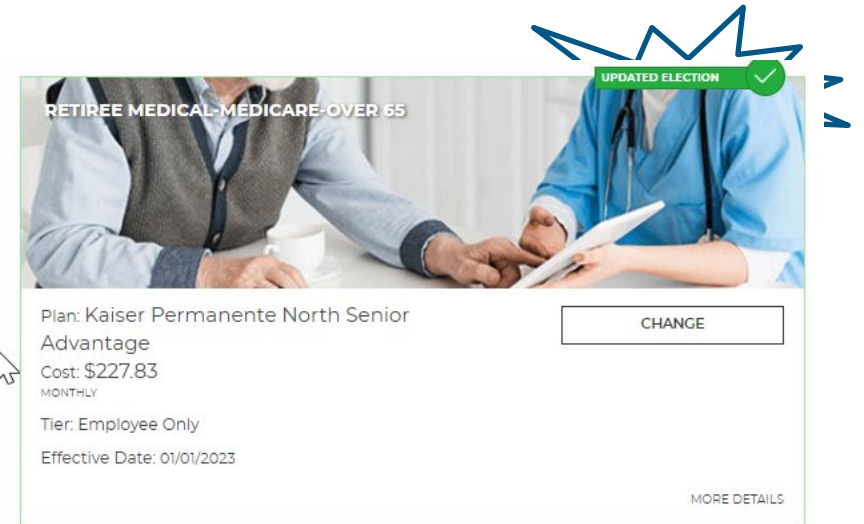 UPDATED ELECTION
RETIREE MEDICAL-MEDICARE-OVER 65
Plan: Kaiser Permanente North Senior
Advantage
CHANGE
Cost: $227.83
MONTHLY
Tier: Employee Only
Effective Date: 01/01/2023
MORE DETAILS